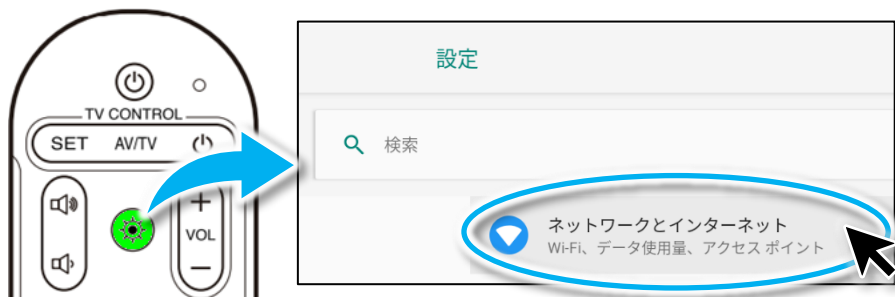 TV CONTROL
SET AV/TV
VOL
設定
検索
ネットワークとインターネット
Wi-Fi、データ使用量、アクセス ポイント